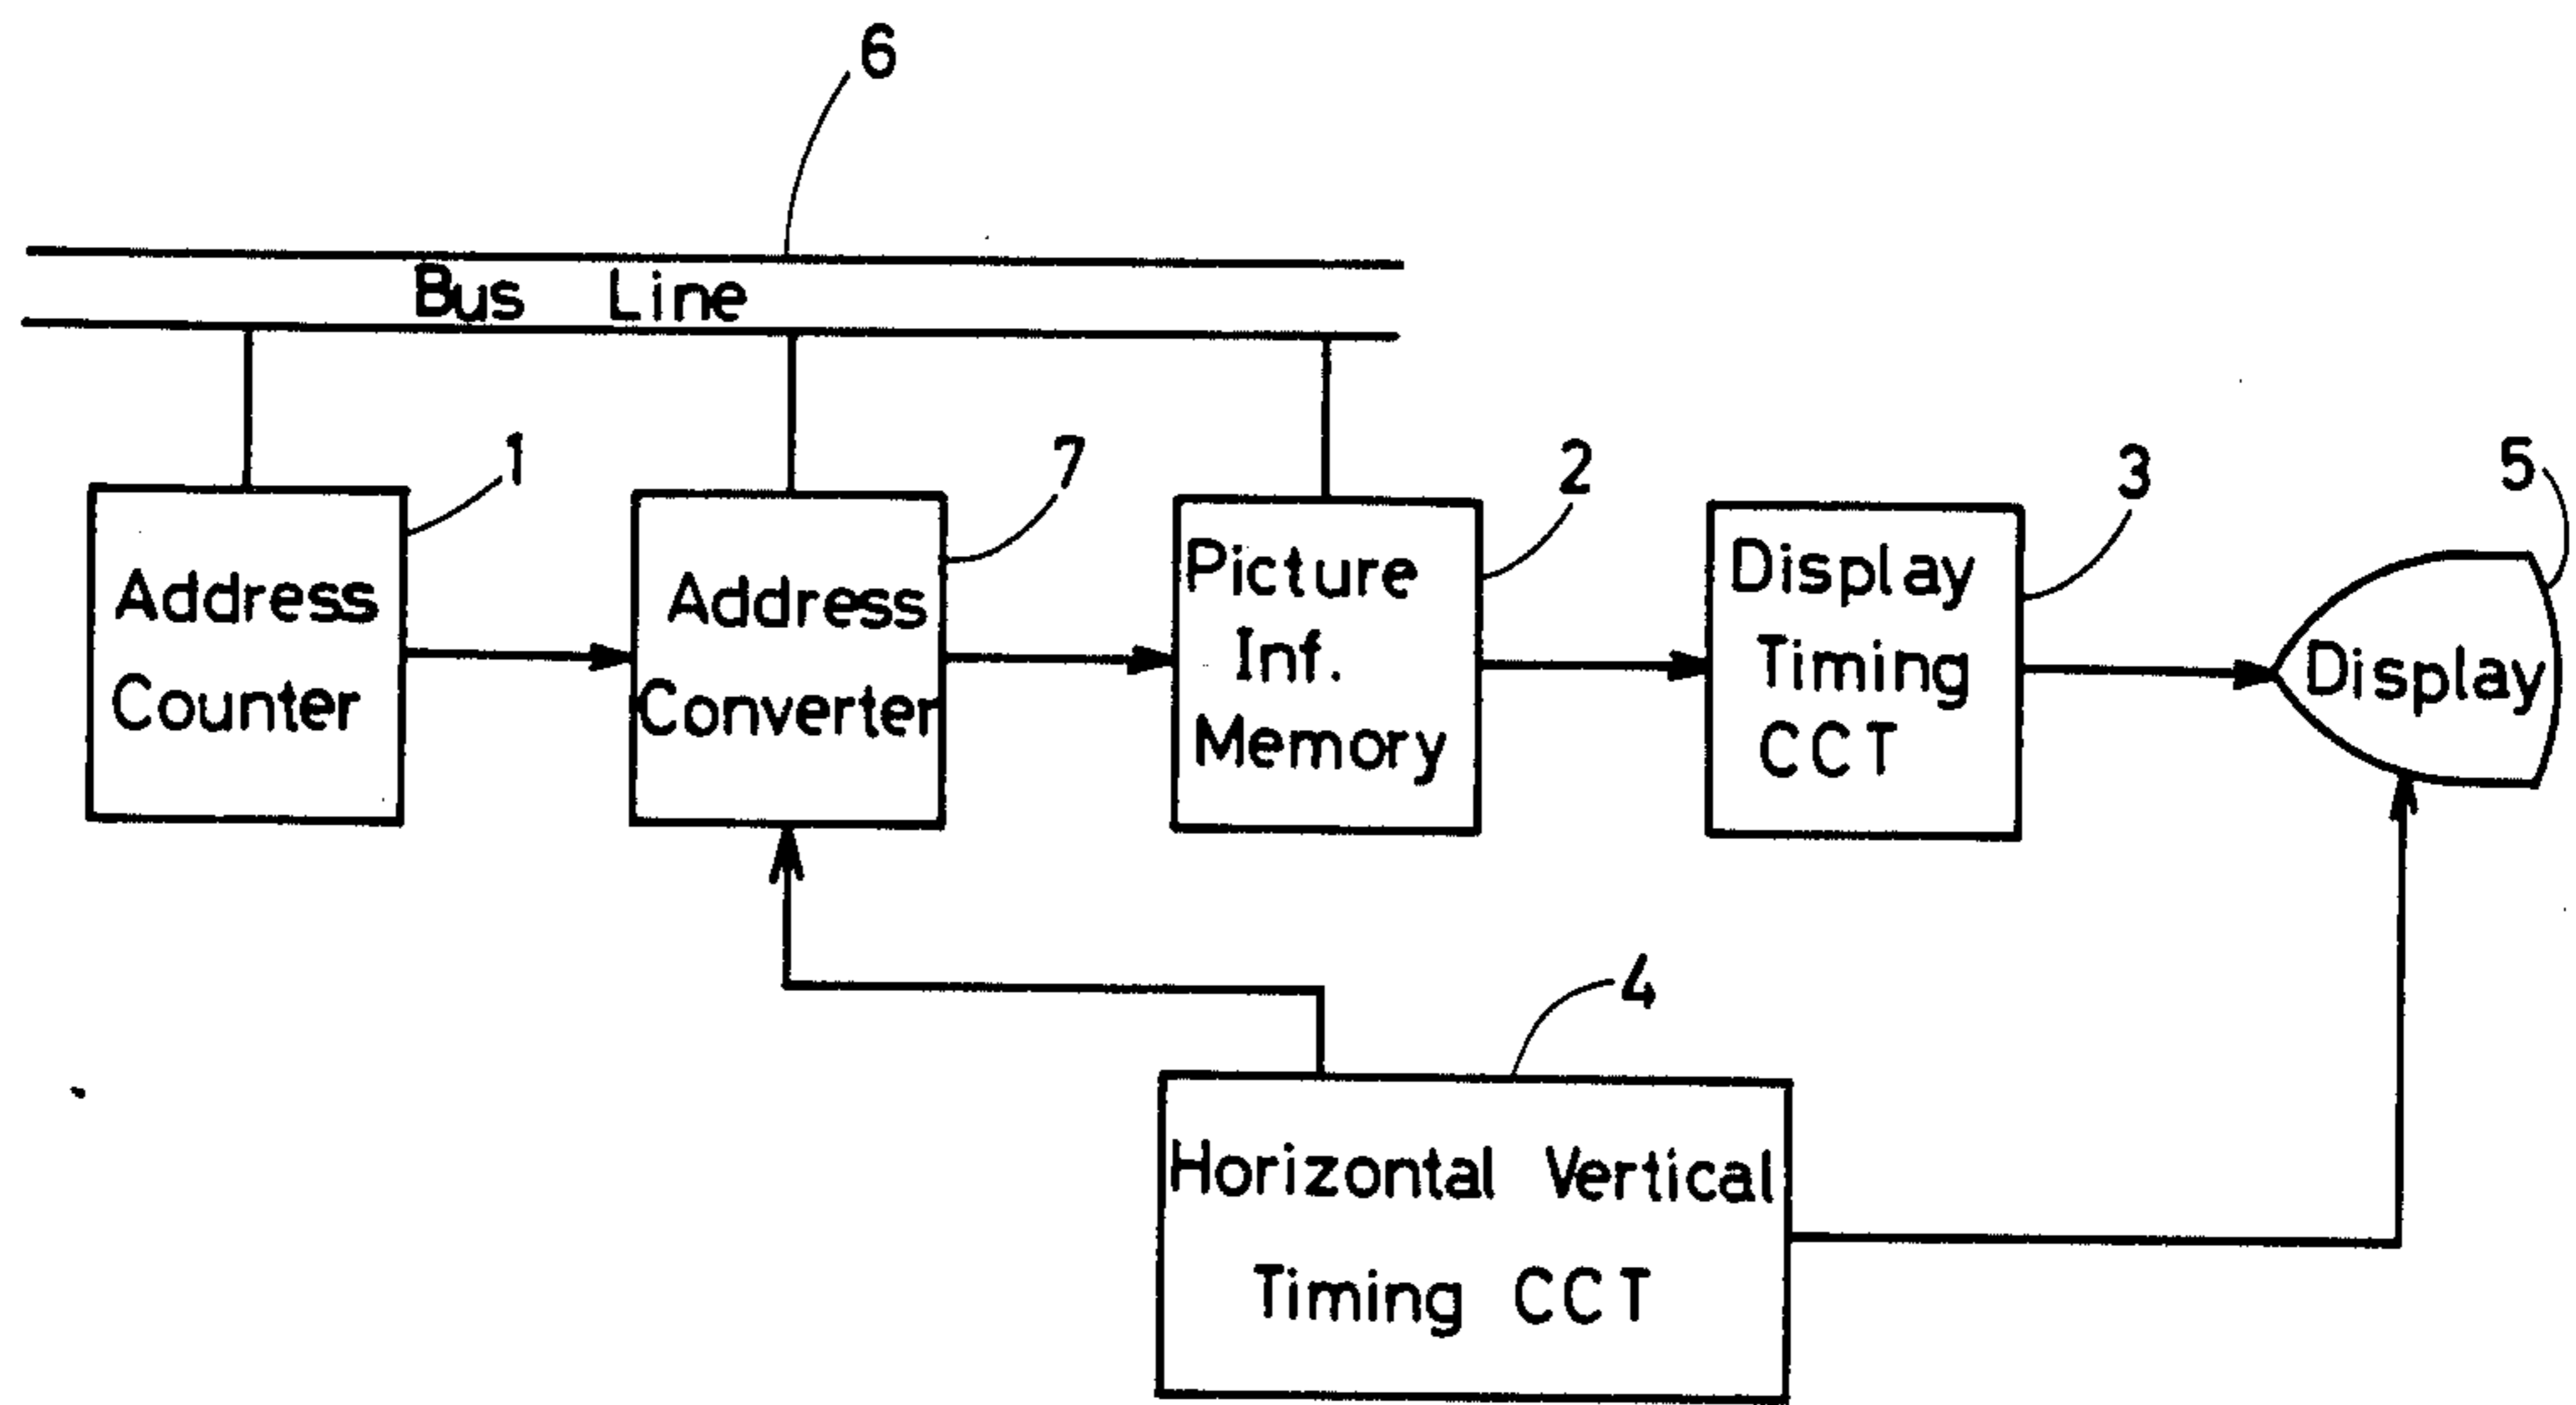 6
Bus Line
1
7
2
3
5
Address
Counter
Address
Converter
Picture
Inf.
Memory
Display
Timing
CCT
Display
4
Horizontal Vertical
Timing CCT